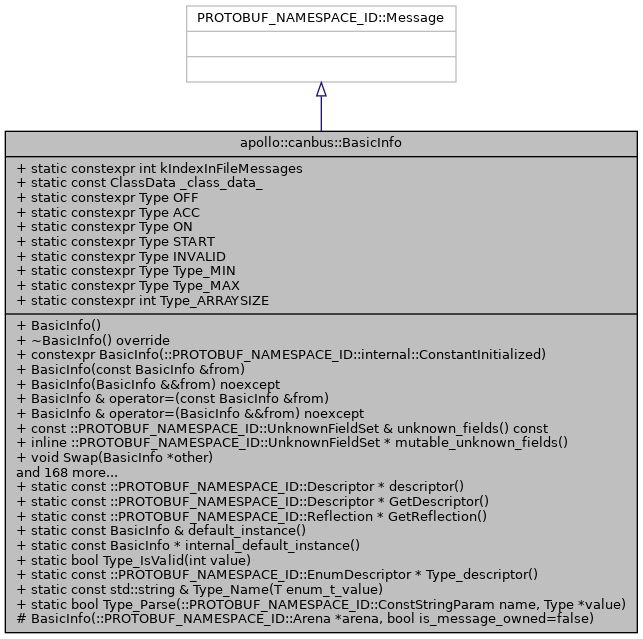 PROTOBUF_NAMESPACE_ID::Message
apollo::canbus::BasicInfo
+ static constexpr int kIndexInFileMessages
+ static const ClassData _class_data_
+ static constexpr Type OFF
+ static constexpr Type ACC
+ static constexpr Type ON
+ static constexpr Type START
+ static constexpr Type INVALID
+ static constexpr Type Type_MIN
+ static constexpr Type Type_MAX
+ static constexpr int Type_ARRAYSIZE
+ BasicInfo()
+ ~BasicInfo() override
+ constexpr BasicInfo(::PROTOBUF_NAMESPACE_ID::internal::ConstantInitialized)
+ BasicInfo(const BasicInfo &from)
+ BasicInfo(BasicInfo &&from) noexcept
+ BasicInfo & operator=(const BasicInfo &from)
+ BasicInfo & operator=(BasicInfo &&from) noexcept
+ const ::PROTOBUF_NAMESPACE_ID::UnknownFieldSet & unknown_fields() const
+ inline ::PROTOBUF_NAMESPACE_ID::UnknownFieldSet * mutable_unknown_fields()
+ void Swap(BasicInfo *other)
and 168 more...
+ static const ::PROTOBUF_NAMESPACE_ID::Descriptor * descriptor()
+ static const ::PROTOBUF_NAMESPACE_ID::Descriptor * GetDescriptor()
+ static const ::PROTOBUF_NAMESPACE_ID::Reflection * GetReflection()
+ static const BasicInfo & default_instance()
+ static const BasicInfo * internal_default_instance()
+ static bool Type_IsValid(int value)
+ static const ::PROTOBUF_NAMESPACE_ID::EnumDescriptor * Type_descriptor()
+ static const std::string & Type_Name(T enum_t_value)
+ static bool Type_Parse(::PROTOBUF_NAMESPACE_ID::ConstStringParam name, Type *value)
# BasicInfo(::PROTOBUF_NAMESPACE_ID::Arena *arena, bool is_message_owned=false)